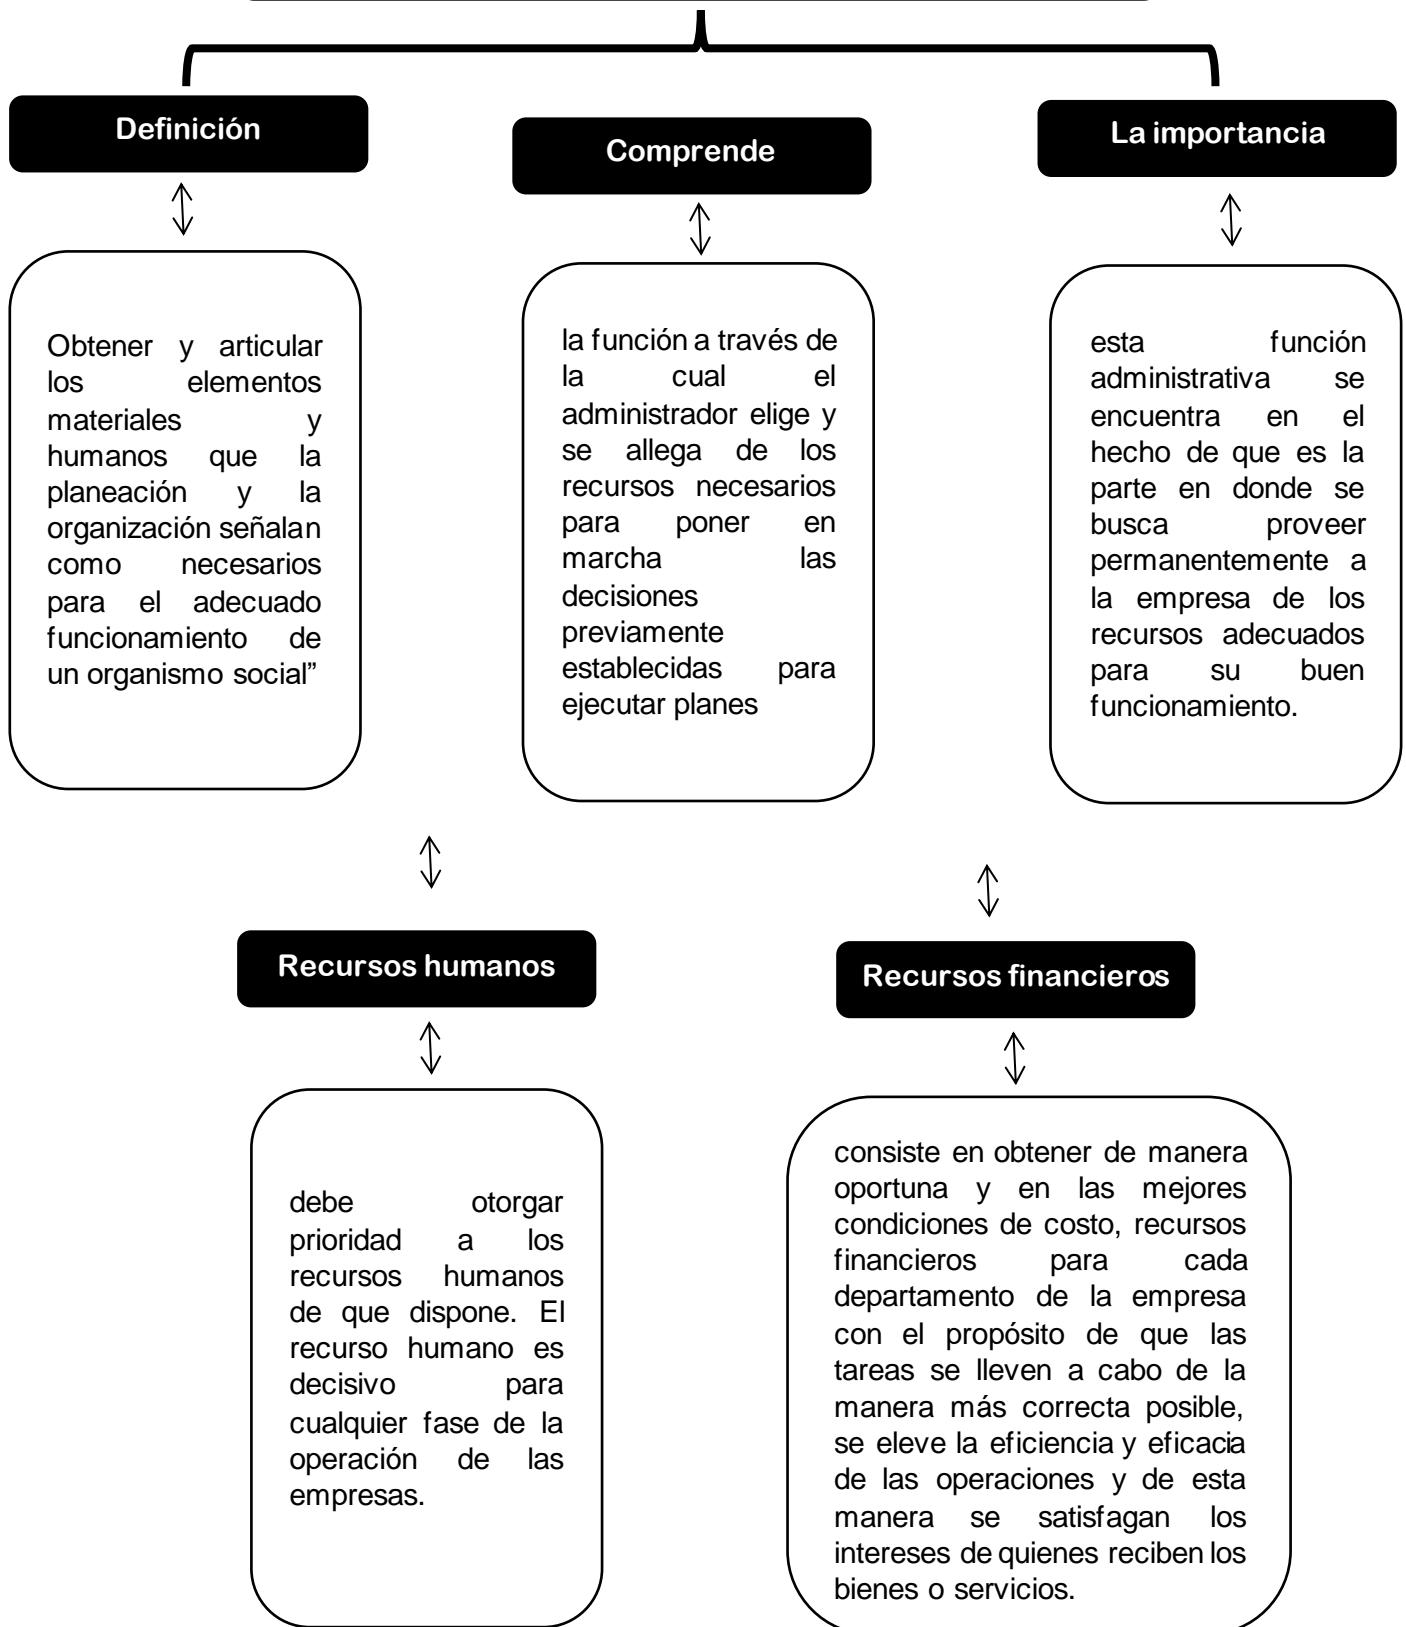 Definición
Obtener y articular
los elementos
materiales y
humanos que la
planeación y la
organización señalan
como necesarios
para el adecuado
funcionamiento de
un organismo social”
Comprende
la función a través de
la cual el
administrador elige y
se allega de los
recursos necesarios
para poner en
marcha las
decisiones
previamente
establecidas para
ejecutar planes
La importancia
esta función
administrativa se
encuentra en el
hecho de que es la
parte en donde se
busca proveer
permanentemente a
la empresa de los
recursos adecuados
para su buen
funcionamiento.
Recursos humanos
debe otorgar
prioridad a los
recursos humanos
de que dispone. El
recurso humano es
decisivo para
cualquier fase de la
operación de las
empresas.
Recursos financieros
consiste en obtener de manera
oportuna y en las mejores
condiciones de costo, recursos
financieros para cada
departamento de la empresa
con el propósito de que las
tareas se lleven a cabo de la
manera más correcta posible,
se eleve la eficiencia y eficacia
de las operaciones y de esta
manera se satisfagan los
intereses de quienes reciben los
bienes o servicios.